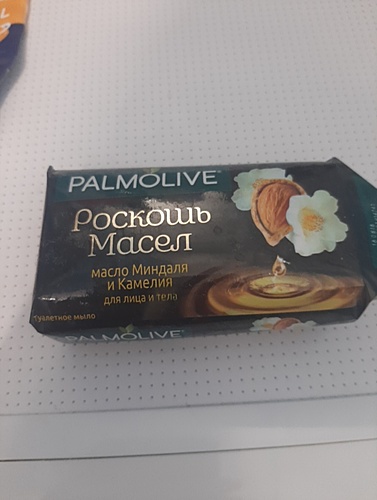 PALMOLIVE
Роскошь
Масел
масло Миндаля
и Камелия
для лица и тела
Туалетное мыло
PALMOLIVE